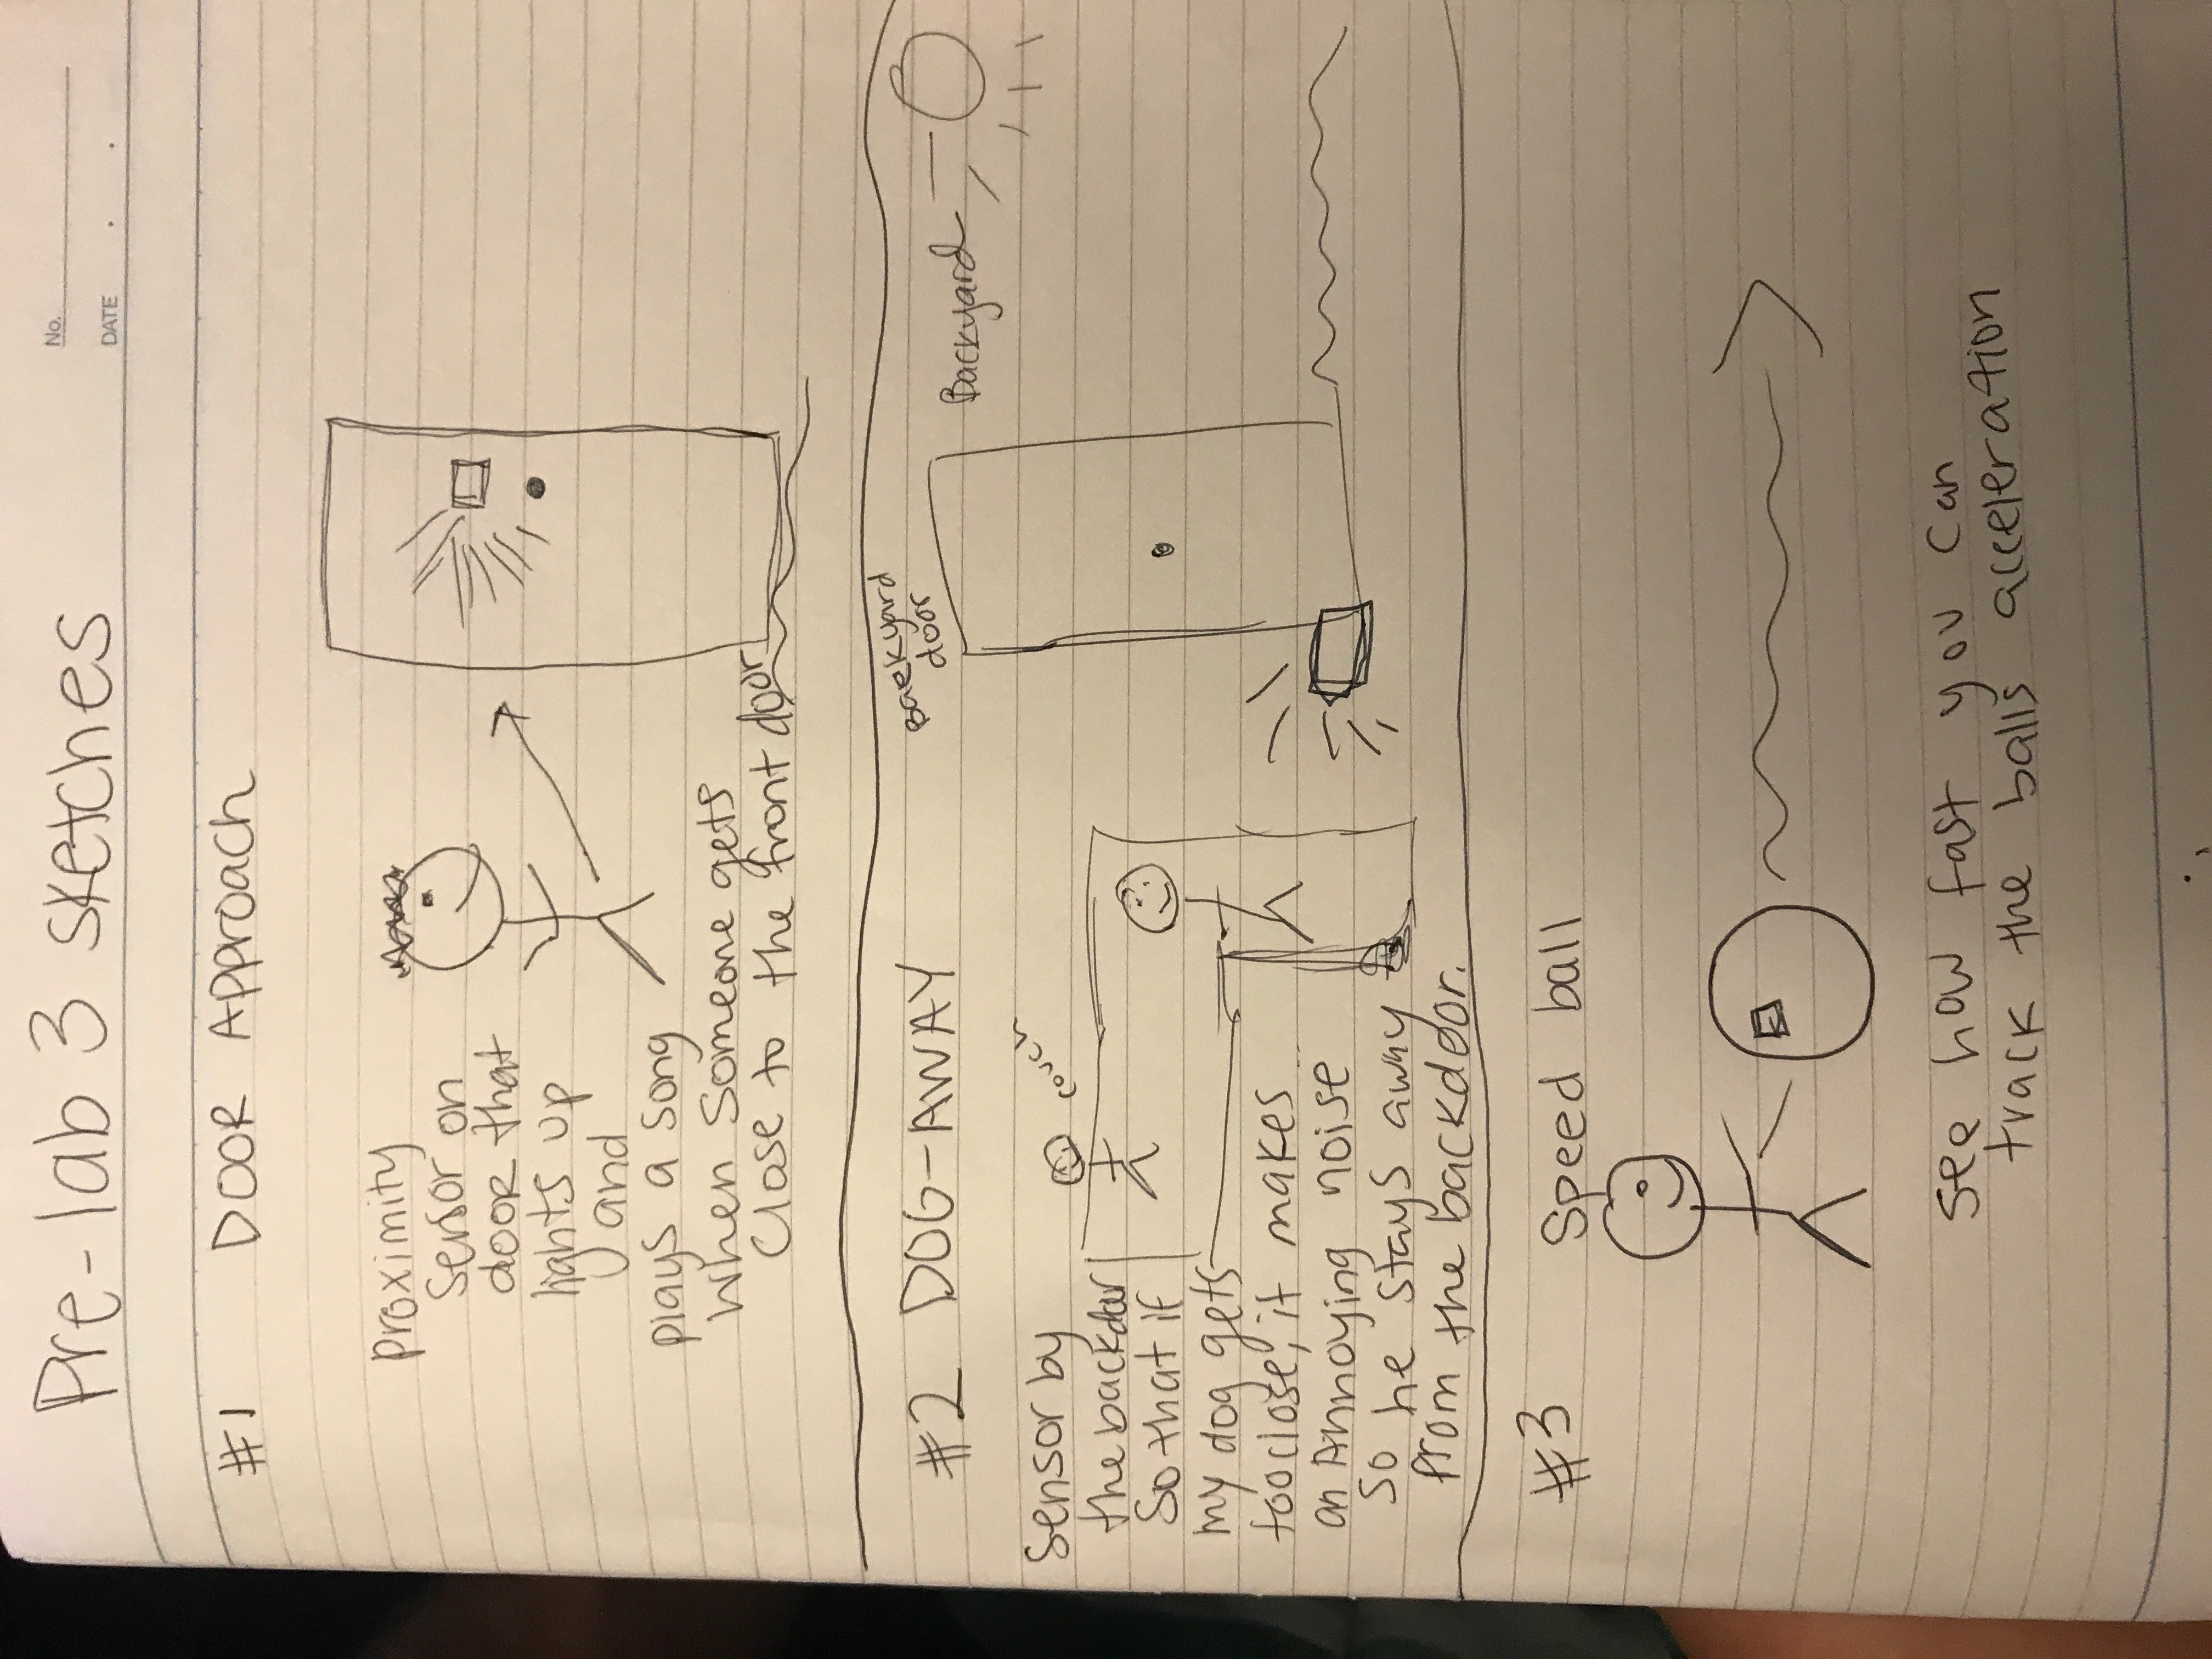 Pre-lab 3 sketches
No.
DATE . .
#1 DOOR Approach
Proximity
sensor on
door that
lights up
and
plays a song
when someone gets
close to the front door
#2 DOG-AWAY
Backyard
door
Backyard
couch
Sensor by
the backdoor
So that if
my dog gets
too close, it makes
an Annoying noise
so he stays away
from the backdoor.
#3 Speed ball
see how fast you can
track the balls acceleration